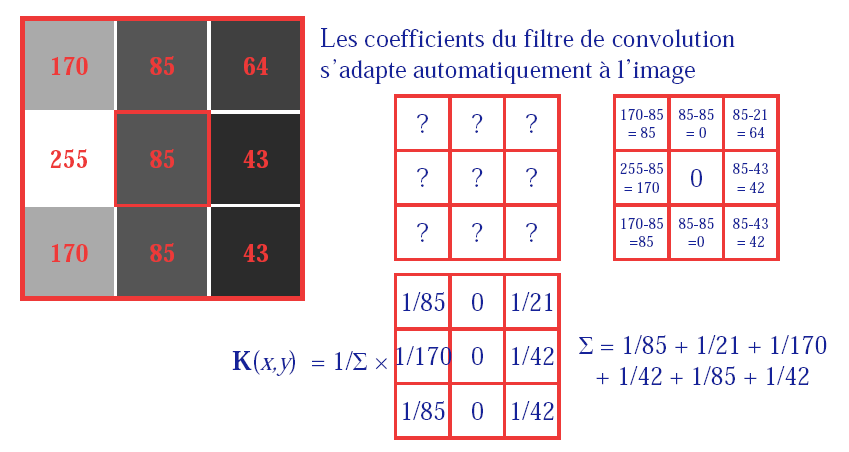 Les coefficients du filtre de convolution
s’adapte automatiquement à l’image
170 85 64
255 85 43
170 85 43
? ? ?
? ? ?
? ? ?
170-85 85-85 85-21
= 85 = 0 = 64
255-85 0 85-43
= 170 = 42
170-85 85-85 85-43
=85 =0 = 42
K(x,y) = 1/Σ ×
1/85 0 1/21
1/170 0 1/42
1/85 0 1/42
Σ = 1/85 + 1/21 + 1/170
+ 1/42 + 1/85 + 1/42